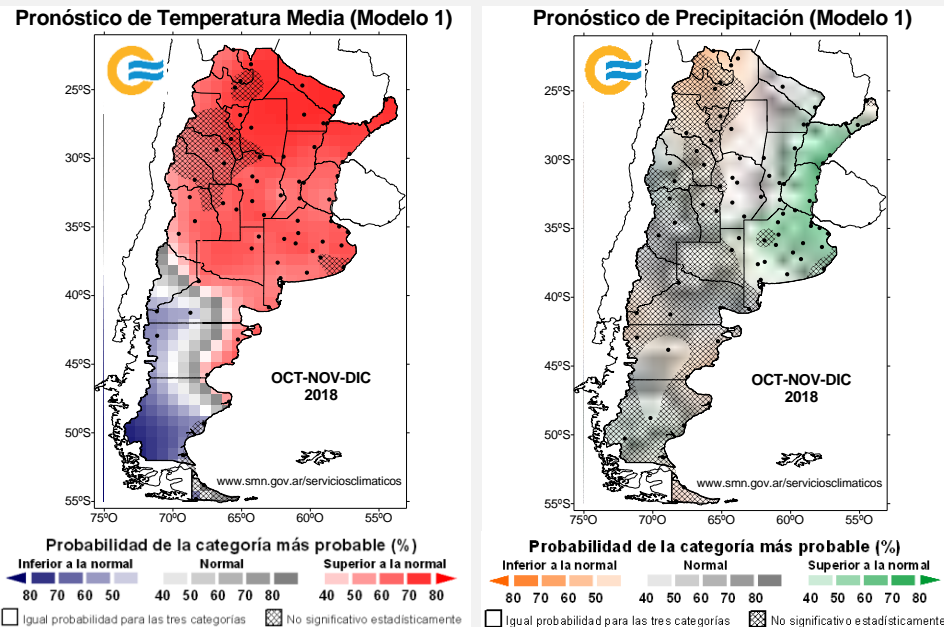 Pronóstico de Temperatura Media (Modelo 1)
25ºS
30ºS
35ºS
40ºS
45ºS
50ºS
55ºS
OCT-NOV-DIC
2018
www.smn.gov.ar/serviciosclimaticos
75ºO 70ºO 65ºO 60ºO 55ºO
Probabilidad de la categoría más probable (%)
Inferior a la normal Normal Superior a la normal
80 70 60 50 40 50 60 70 80 40 50 60 70 80
Igual probabilidad para las tres categorías No significativo estadísticamente
Pronóstico de Precipitación (Modelo 1)
25ºS
30ºS
35ºS
40ºS
45ºS
50ºS
55ºS
OCT-NOV-DIC
2018
www.smn.gov.ar/serviciosclimaticos
75ºO 70ºO 65ºO 60ºO 55ºO
Probabilidad de la categoría más probable (%)
Inferior a la normal Normal Superior a la normal
80 70 60 50 40 50 60 70 80 40 50 60 70 80
Igual probabilidad para las tres categorías No significativo estadísticamente